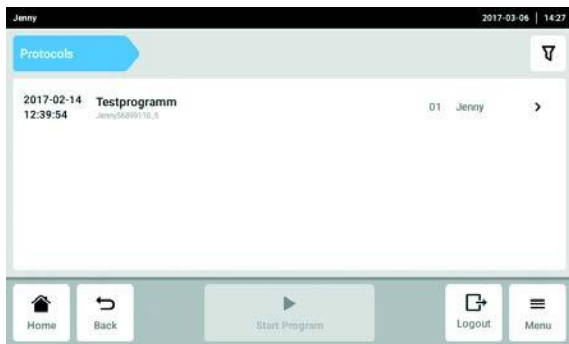 Jenny
2017-03-06 | 14:27
Protocols
2017-02-14 Testprogramm 01 Jenny
12:39:54
Home Back Start Program Logout Menu